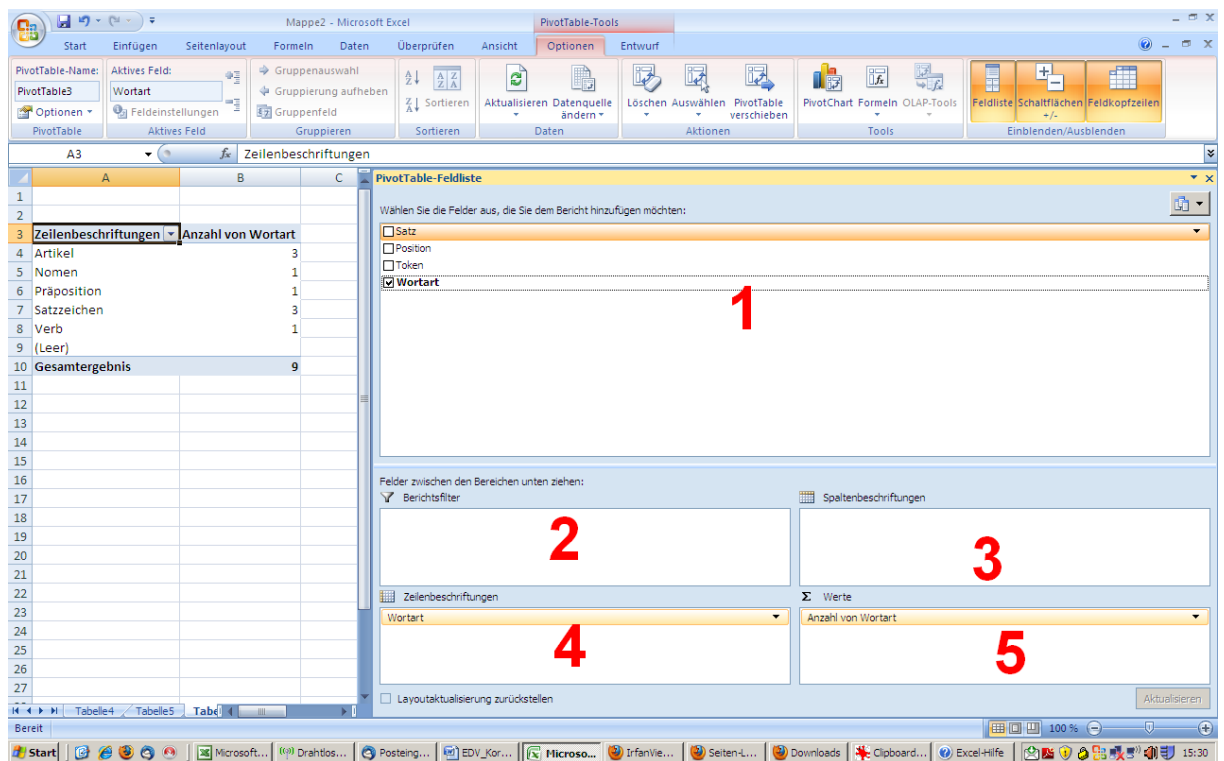 Mappe2 - Microsoft Excel PivotTable-Tools
Start Einfügen Seitenlayout Formeln Daten Überprüfen Ansicht Optionen Entwurf
PivotTable-Name: Aktives Feld: Gruppenauswahl
PivotTable3 Wortart Gruppierung aufheben Sortieren Aktualisieren Datenquelle ändern Löschen Auswählen PivotTable verschieben PivotChart Formeln OLAP-Tools Feldliste Schaltflächen +/- Feldkopfzeilen
Optionen Feldeinstellungen Gruppenfeld
PivotTable Aktives Feld Gruppieren Sortieren Daten Aktionen Tools Einblenden/Ausblenden
A3 fx Zeilenbeschriftungen
A B C
1
2
3 Zeilenbeschriftungen Anzahl von Wortart
4 Artikel 3
5 Nomen 1
6 Präposition 1
7 Satzzeichen 3
8 Verb 1
9 (Leer)
10 Gesamtergebnis 9
11
12
13
14
15
16
17
18
19
20
21
22
23
24
25
26
27
PivotTable-Feldliste
Wählen Sie die Felder aus, die Sie dem Bericht hinzufügen möchten:
Satz
Position
Token
Wortart
1
Felder zwischen den Bereichen unten ziehen:
Berichtsfilter Spaltenbeschriftungen
2 3
Zeilenbeschriftungen Σ Werte
Wortart Anzahl von Wortart
4 5
Layoutaktualisierung zurückstellen Aktualisieren
Tabelle4 Tabelle5 Tabe
Bereit 100 %
Start Microsoft... Drahtlos... Posteing... EDV_Kor... Microso... IrfanVie... Seiten-L... Downloads Clipboard... Excel-Hilfe 15:30